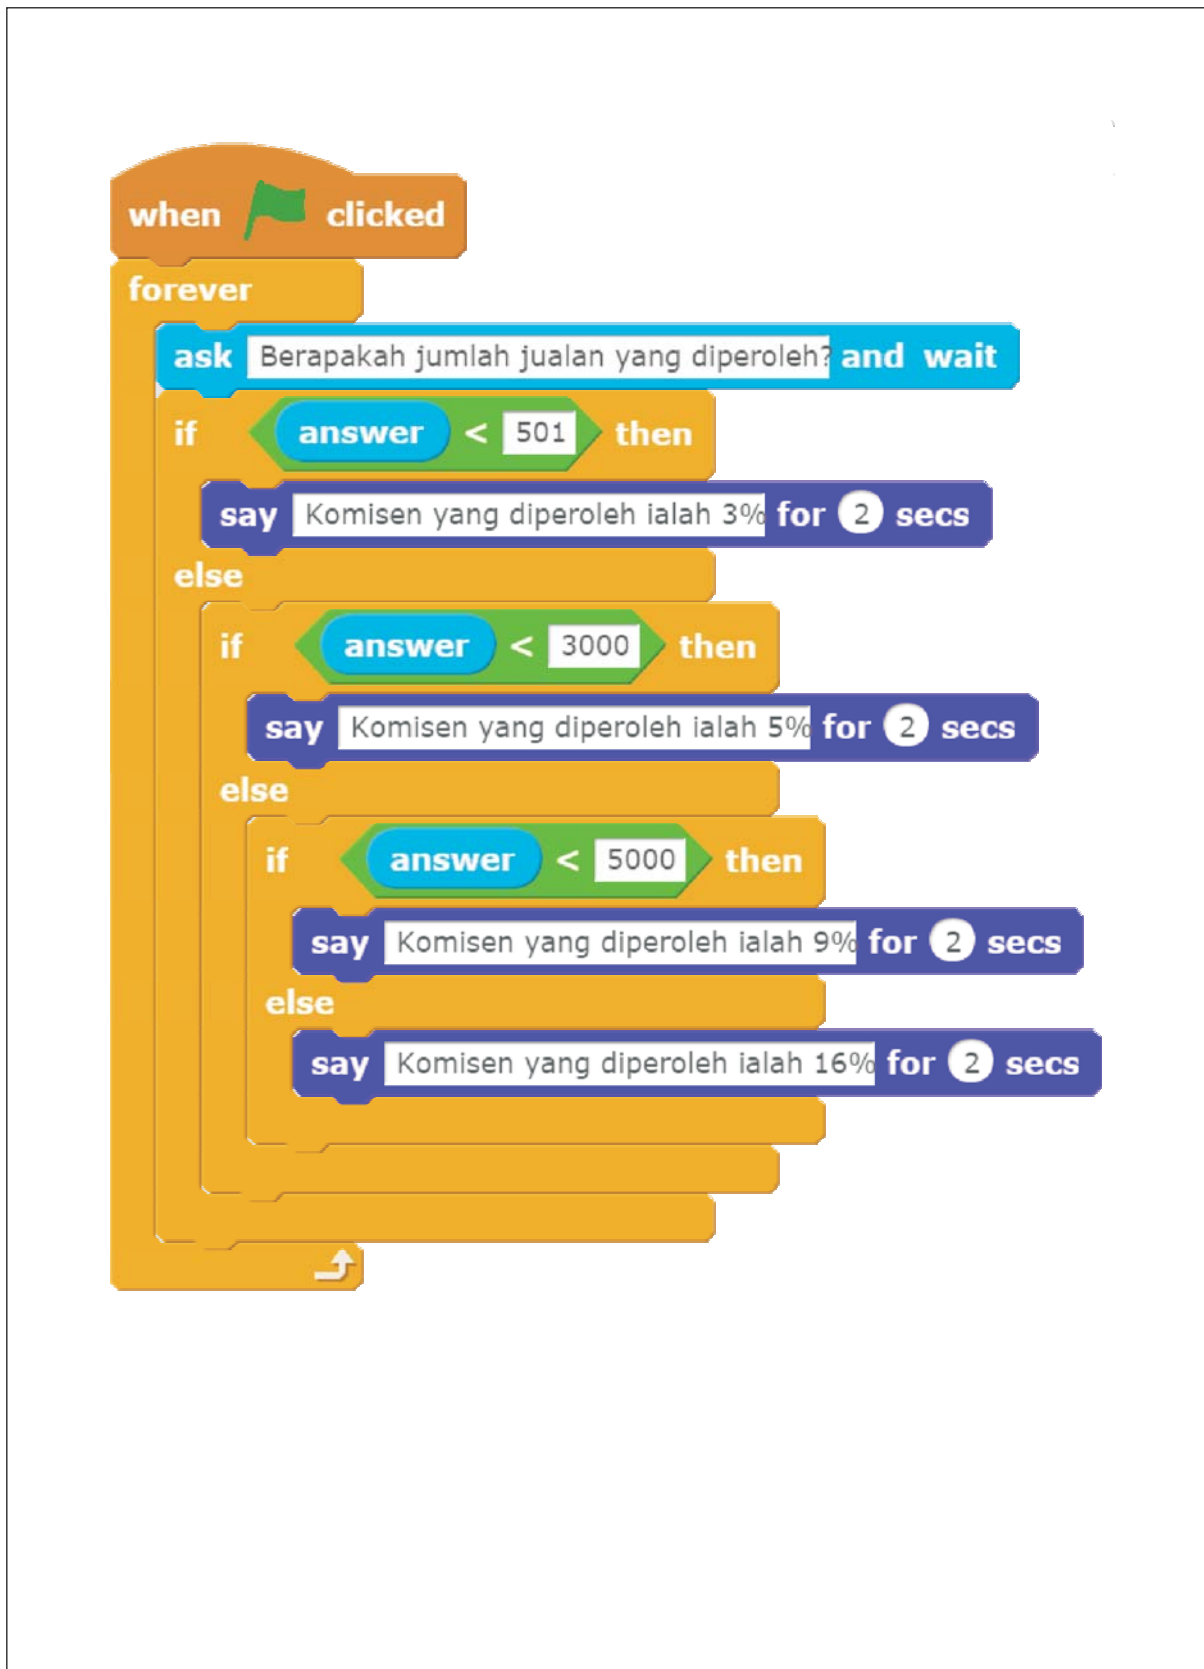 when clicked
forever
ask Berapakah jumlah jualan yang diperoleh? and wait
if answer < 501 then
say Komisen yang diperoleh ialah 3% for 2 secs
else
if answer < 3000 then
say Komisen yang diperoleh ialah 5% for 2 secs
else
if answer < 5000 then
say Komisen yang diperoleh ialah 9% for 2 secs
else
say Komisen yang diperoleh ialah 16% for 2 secs